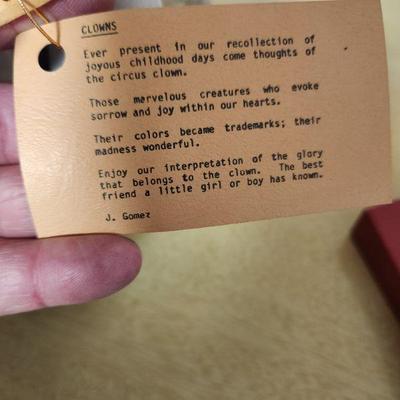 CLOWNS
Ever present in our recollection of
joyous childhood days come thoughts of
the circus clown.
Those marvelous creatures who evoke
sorrow and joy within our hearts.
Their colors became trademarks; their
madness wonderful.
Enjoy our interpretation of the glory
that belongs to the clown. The best
friend a little girl or boy has known.
J. Gomez